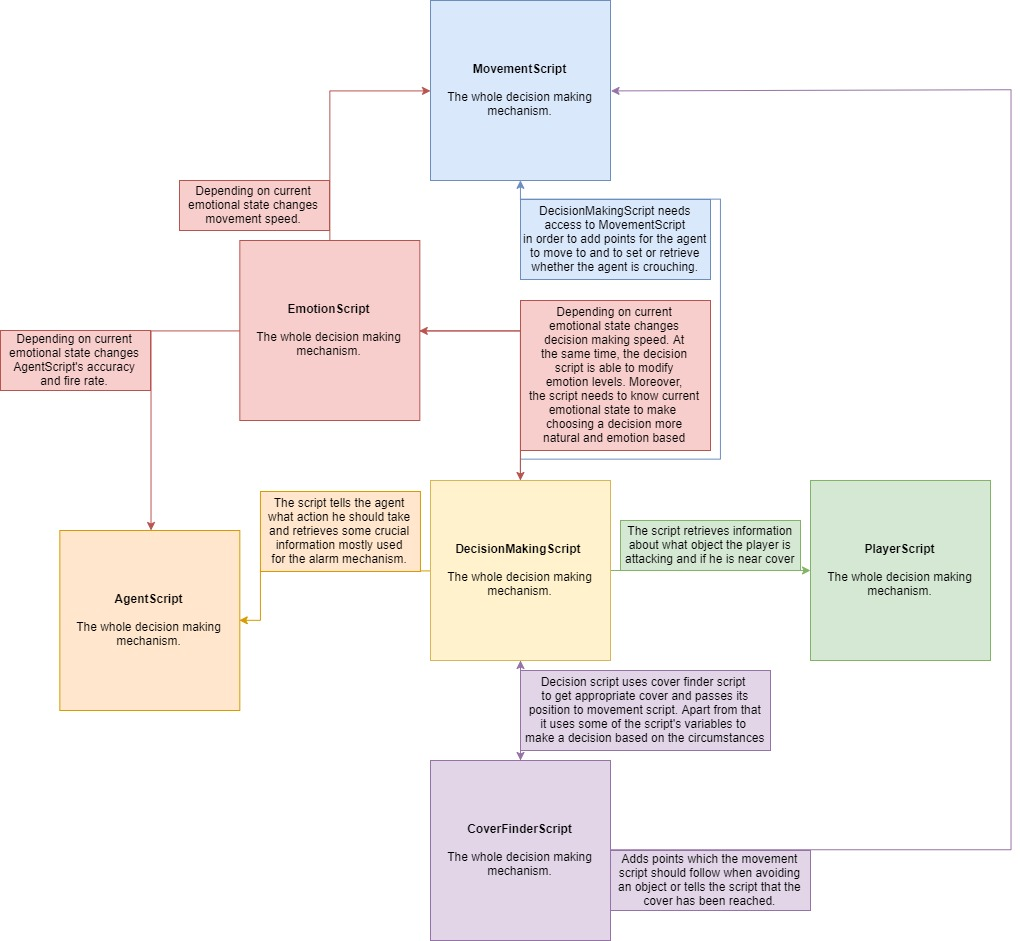 MovementScript
The whole decision making
mechanism.
Depending on current
emotional state changes
movement speed.
DecisionMakingScript needs
access to MovementScript
in order to add points for the agent
to move to and to set or retrieve
whether the agent is crouching.
EmotionScript
The whole decision making
mechanism.
Depending on current
emotional state changes
decision making speed. At
the same time, the decision
script is able to modify
emotion levels. Moreover,
the script needs to know current
emotional state to make
choosing a decision more
natural and emotion based
Depending on current
emotional state changes
AgentScript's accuracy
and fire rate.
The script tells the agent
what action he should take
and retrieves some crucial
information mostly used
for the alarm mechanism.
DecisionMakingScript
The whole decision making
mechanism.
The script retrieves information
about what object the player is
attacking and if he is near cover
PlayerScript
The whole decision making
mechanism.
AgentScript
The whole decision making
mechanism.
Decision script uses cover finder script
to get appropriate cover and passes its
position to movement script. Apart from that
it uses some of the script's variables to
make a decision based on the circumstances
CoverFinderScript
The whole decision making
mechanism.
Adds points which the movement
script should follow when avoiding
an object or tells the script that the
cover has been reached.